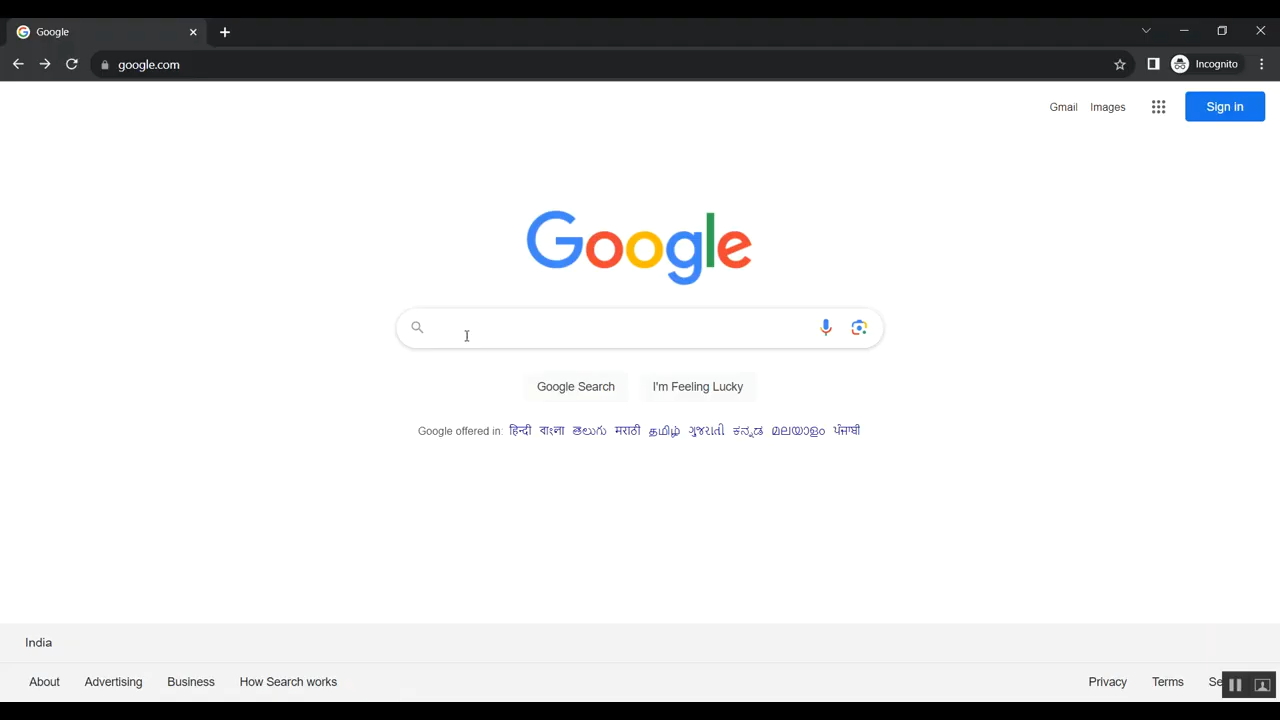 Google
google.com
Incognito
Gmail Images Sign in
Google
Google Search I'm Feeling Lucky
Google offered in: हिन्दी বাংলা తెలుగు मराठी தமிழ் ગુજરાતી ಕನ್ನಡ മലയാളം ਪੰਜਾਬੀ
India
About Advertising Business How Search works Privacy Terms